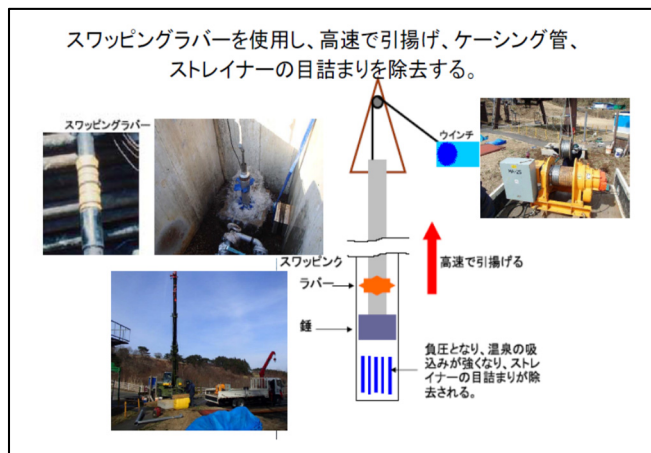 スワッピングラバーを使用し、高速で引揚げ、ケーシング管、
ストレイナーの目詰まりを除去する。
スワッピングラバー
ウインチ
スワッピング
ラバー
高速で引揚げる
錘
負圧となり、温泉の吸
込みが強くなり、ストレ
イナーの目詰まりが除
去される。